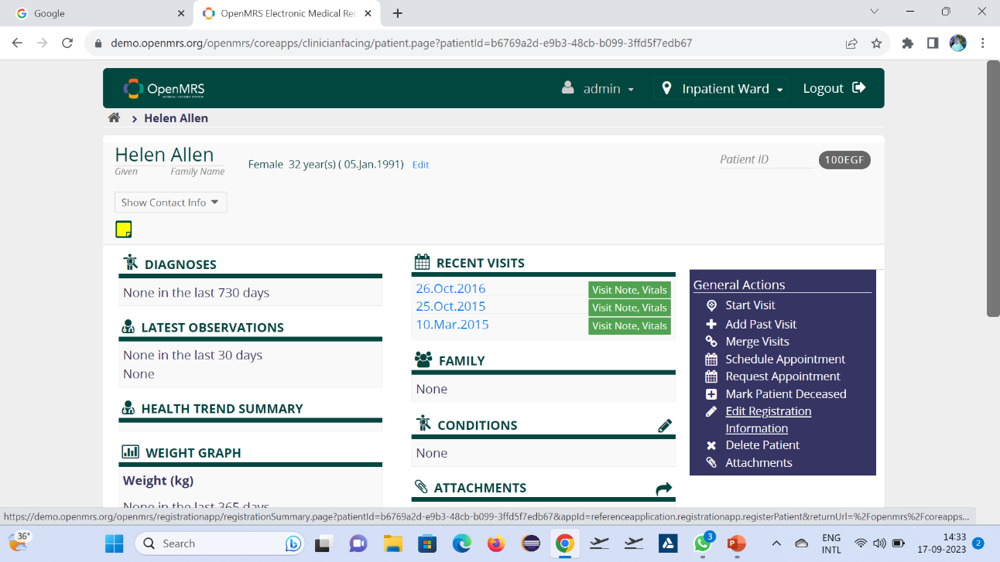 Google
OpenMRS Electronic Medical Rec
demo.openmrs.org/openmrs/coreapps/clinicianfacing/patient.page?patientId=b6769a2d-e9b3-48cb-b099-3ffd5f7edb67
OpenMRS
MEDICAL RECORD SYSTEM
admin
Inpatient Ward
Logout
Helen Allen
Helen Allen
Given
Family Name
Female 32 year(s) ( 05.Jan.1991) Edit
Patient ID
100EGF
Show Contact Info
DIAGNOSES
None in the last 730 days
LATEST OBSERVATIONS
None in the last 30 days
None
HEALTH TREND SUMMARY
WEIGHT GRAPH
Weight (kg)
None in the last 365 days
RECENT VISITS
26.Oct.2016 Visit Note, Vitals
25.Oct.2015 Visit Note, Vitals
10.Mar.2015 Visit Note, Vitals
FAMILY
None
CONDITIONS
None
ATTACHMENTS
General Actions
Start Visit
Add Past Visit
Merge Visits
Schedule Appointment
Request Appointment
Mark Patient Deceased
Edit Registration
Information
Delete Patient
Attachments
https://demo.openmrs.org/openmrs/registrationapp/registrationSummary.page?patientId=b6769a2d-e9b3-48cb-b099-3ffd5f7edb67&appId=referenceapplication.registrationapp.registerPatient&returnUrl=%2Fopenmrs%2Fcoreapps...
36°
Search
3
ENG
INTL
14:33
17-09-2023
2